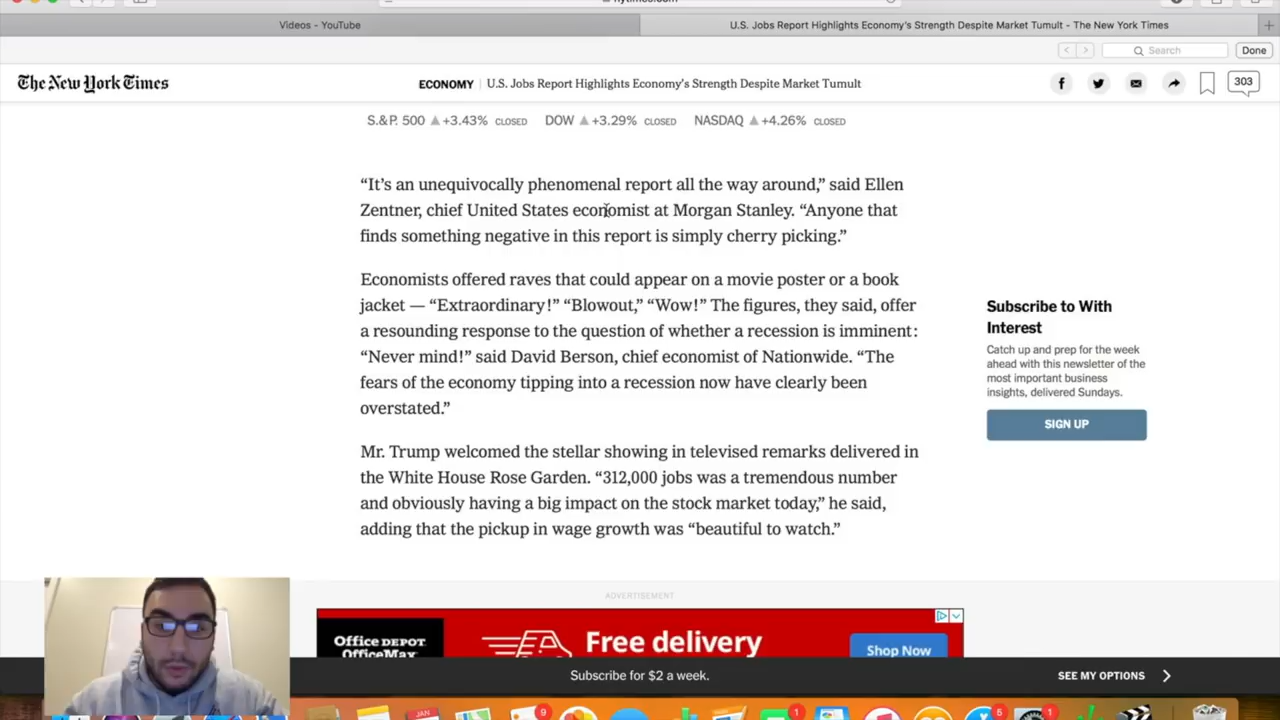 Videos - YouTube
U.S. Jobs Report Highlights Economy's Strength Despite Market Tumult - The New York Times
Search
Done
The New York Times
ECONOMY | U.S. Jobs Report Highlights Economy's Strength Despite Market Tumult
303
S.&P. 500 +3.43% CLOSED DOW +3.29% CLOSED NASDAQ +4.26% CLOSED
“It’s an unequivocally phenomenal report all the way around,” said Ellen
Zentner, chief United States economist at Morgan Stanley. “Anyone that
finds something negative in this report is simply cherry picking.”
Economists offered raves that could appear on a movie poster or a book
jacket — “Extraordinary!” “Blowout,” “Wow!” The figures, they said, offer
a resounding response to the question of whether a recession is imminent:
“Never mind!” said David Berson, chief economist of Nationwide. “The
fears of the economy tipping into a recession now have clearly been
overstated.”
Mr. Trump welcomed the stellar showing in televised remarks delivered in
the White House Rose Garden. “312,000 jobs was a tremendous number
and obviously having a big impact on the stock market today,” he said,
adding that the pickup in wage growth was “beautiful to watch.”
Subscribe to With
Interest
Catch up and prep for the week
ahead with this newsletter of the
most important business
insights, delivered Sundays.
SIGN UP
ADVERTISEMENT
Office DEPOT
OfficeMax
Free delivery
Shop Now
Subscribe for $2 a week.
SEE MY OPTIONS
JAN
9
1
5
1